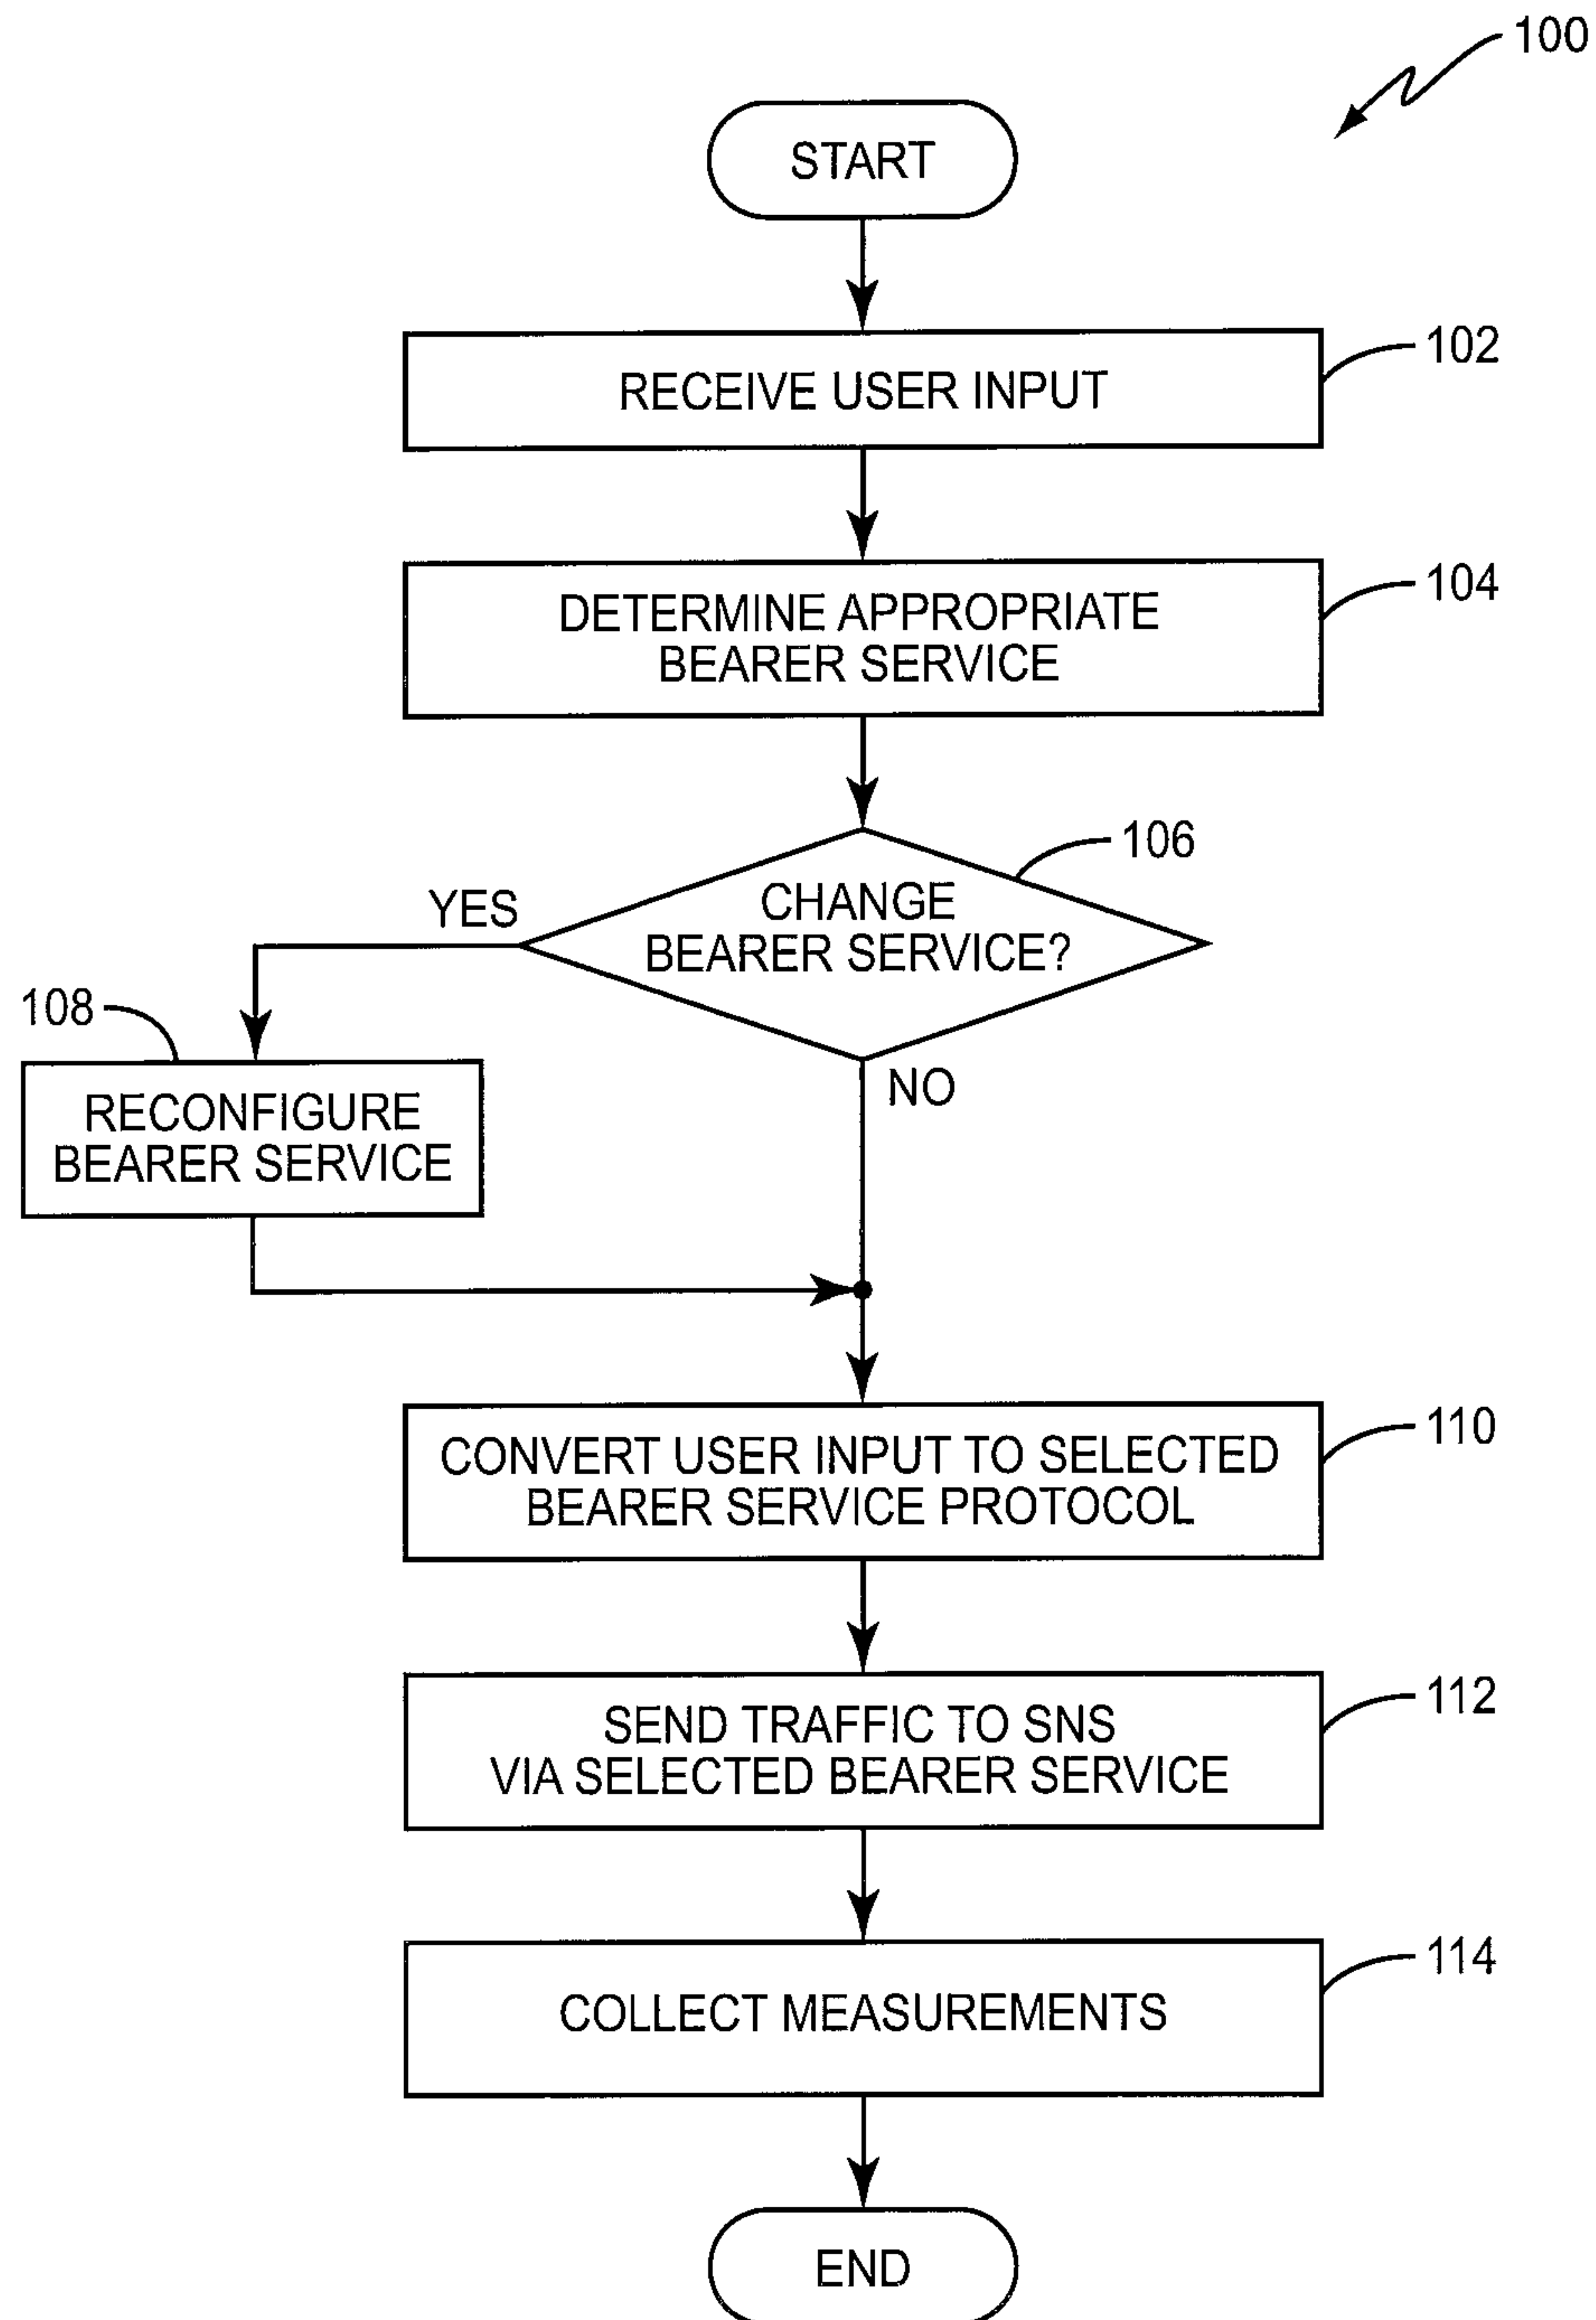 100
START
RECEIVE USER INPUT
102
DETERMINE APPROPRIATE
BEARER SERVICE
104
CHANGE
BEARER SERVICE?
106
YES
NO
108
RECONFIGURE
BEARER SERVICE
CONVERT USER INPUT TO SELECTED
BEARER SERVICE PROTOCOL
110
SEND TRAFFIC TO SNS
VIA SELECTED BEARER SERVICE
112
COLLECT MEASUREMENTS
114
END